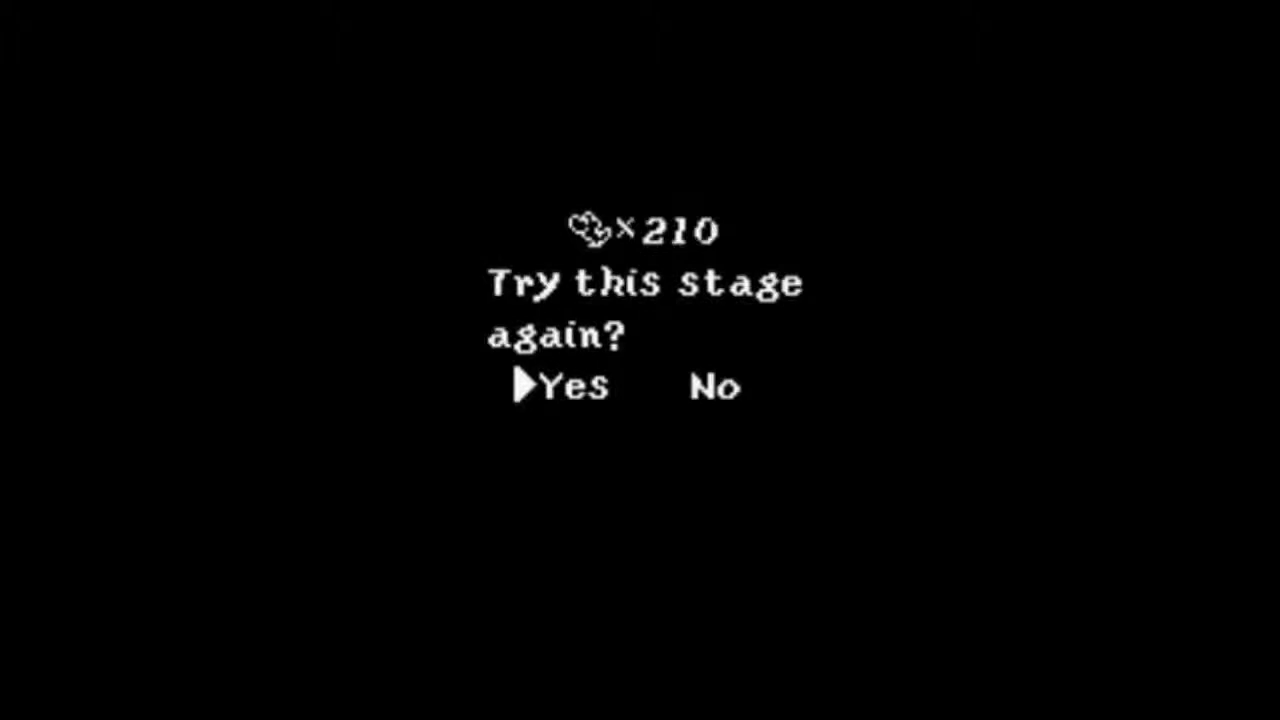 ×210
Try this stage
again?
▶Yes No